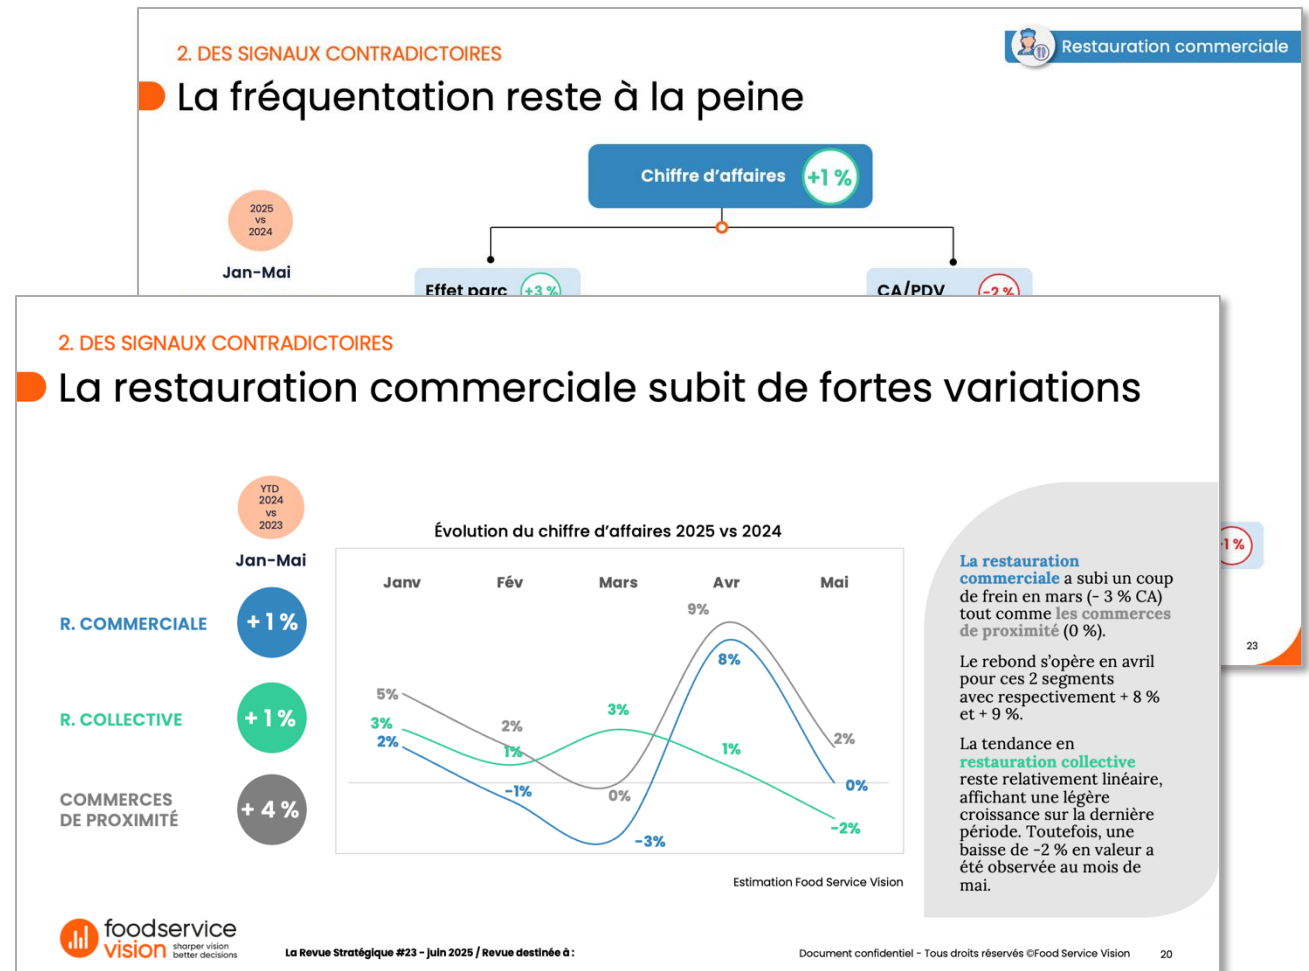 2. DES SIGNAUX CONTRADICTOIRES
Restauration commerciale
La fréquentation reste à la peine
Chiffre d'affaires +1 %
2025
vs
2024
Jan-Mai
Effet parc +3 %
CA/PDV -2 %
23
2. DES SIGNAUX CONTRADICTOIRES
La restauration commerciale subit de fortes variations
YTD
2024
vs
2023
Jan-Mai
R. COMMERCIALE + 1 %
R. COLLECTIVE + 1 %
COMMERCES
DE PROXIMITÉ + 4 %
Évolution du chiffre d'affaires 2025 vs 2024
Janv Fév Mars Avr Mai
5% 2% 0% 9% 2%
3% 1% 3% 1% -2%
2% -1% -3% 8% 0%
Estimation Food Service Vision
La restauration
commerciale a subi un coup
de frein en mars (- 3 % CA)
tout comme les commerces
de proximité (0 %).
Le rebond s'opère en avril
pour ces 2 segments
avec respectivement + 8 %
et + 9 %.
La tendance en
restauration collective
reste relativement linéaire,
affichant une légère
croissance sur la dernière
période. Toutefois, une
baisse de -2 % en valeur a
été observée au mois de
mai.
foodservice
vision sharper vision
better decisions
La Revue Stratégique #23 - juin 2025 / Revue destinée à :
Document confidentiel - Tous droits réservés ©Food Service Vision
20